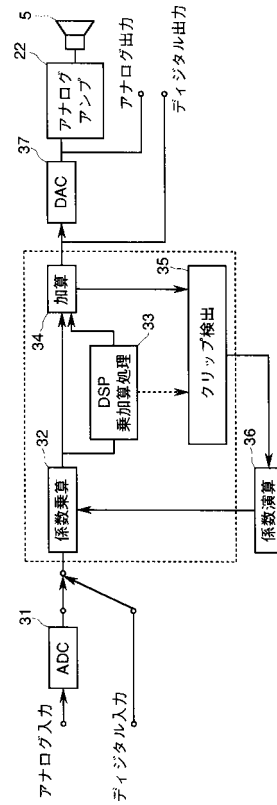 アナログ入力
ディジタル入力
31
ADC
32
係数乗算
33
DSP
乗加算処理
34
加算
35
クリップ検出
36
係数演算
37
DAC
22
アナログ
アンプ
5
アナログ出力
ディジタル出力